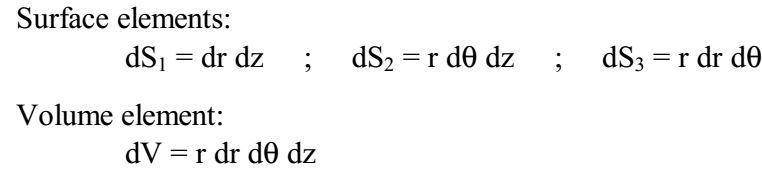 Surface elements:
dS₁ = dr dz ; dS₂ = r dθ dz ; dS₃ = r dr dθ
Volume element:
dV = r dr dθ dz